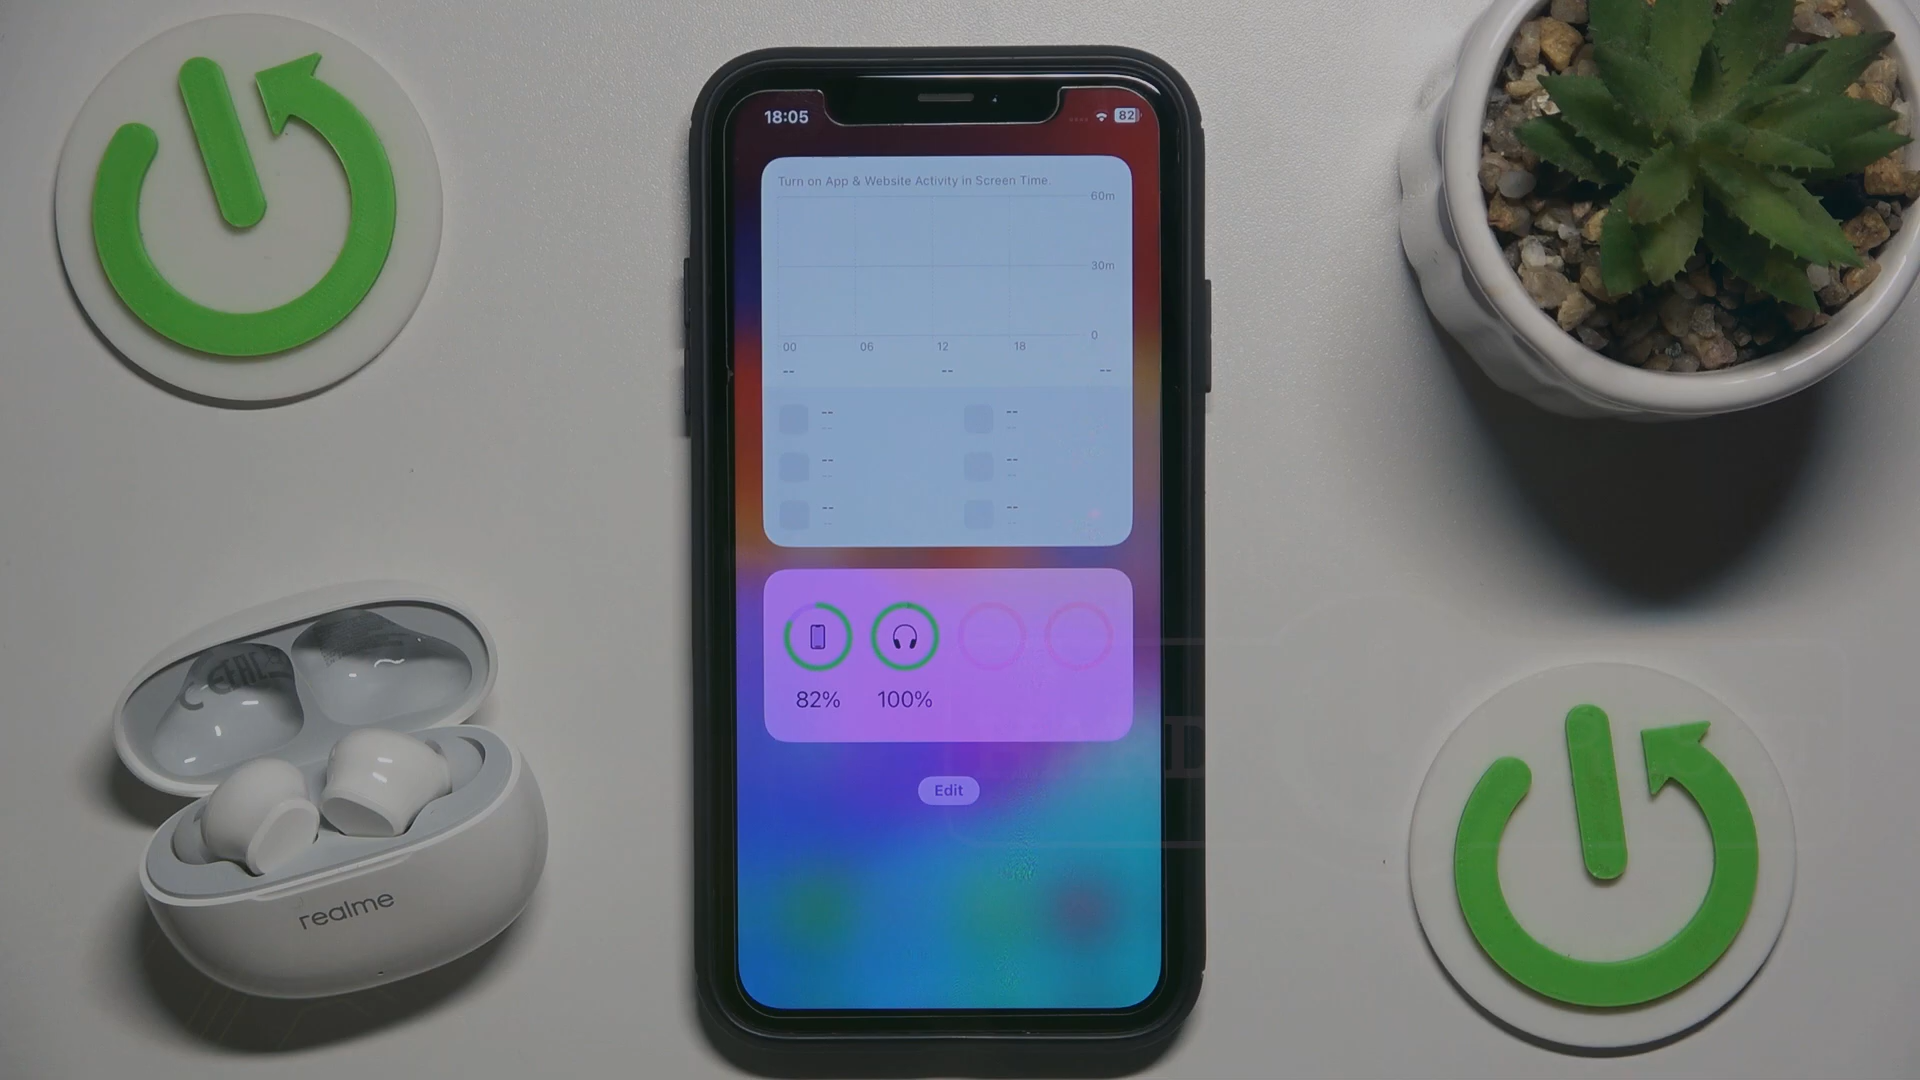 18:05
82
Turn on App & Website Activity in Screen Time.
60m
30m
0
00 06 12 18
-- -- --
-- --
-- --
-- --
-- --
-- --
-- --
82% 100%
Edit
realme
EAC